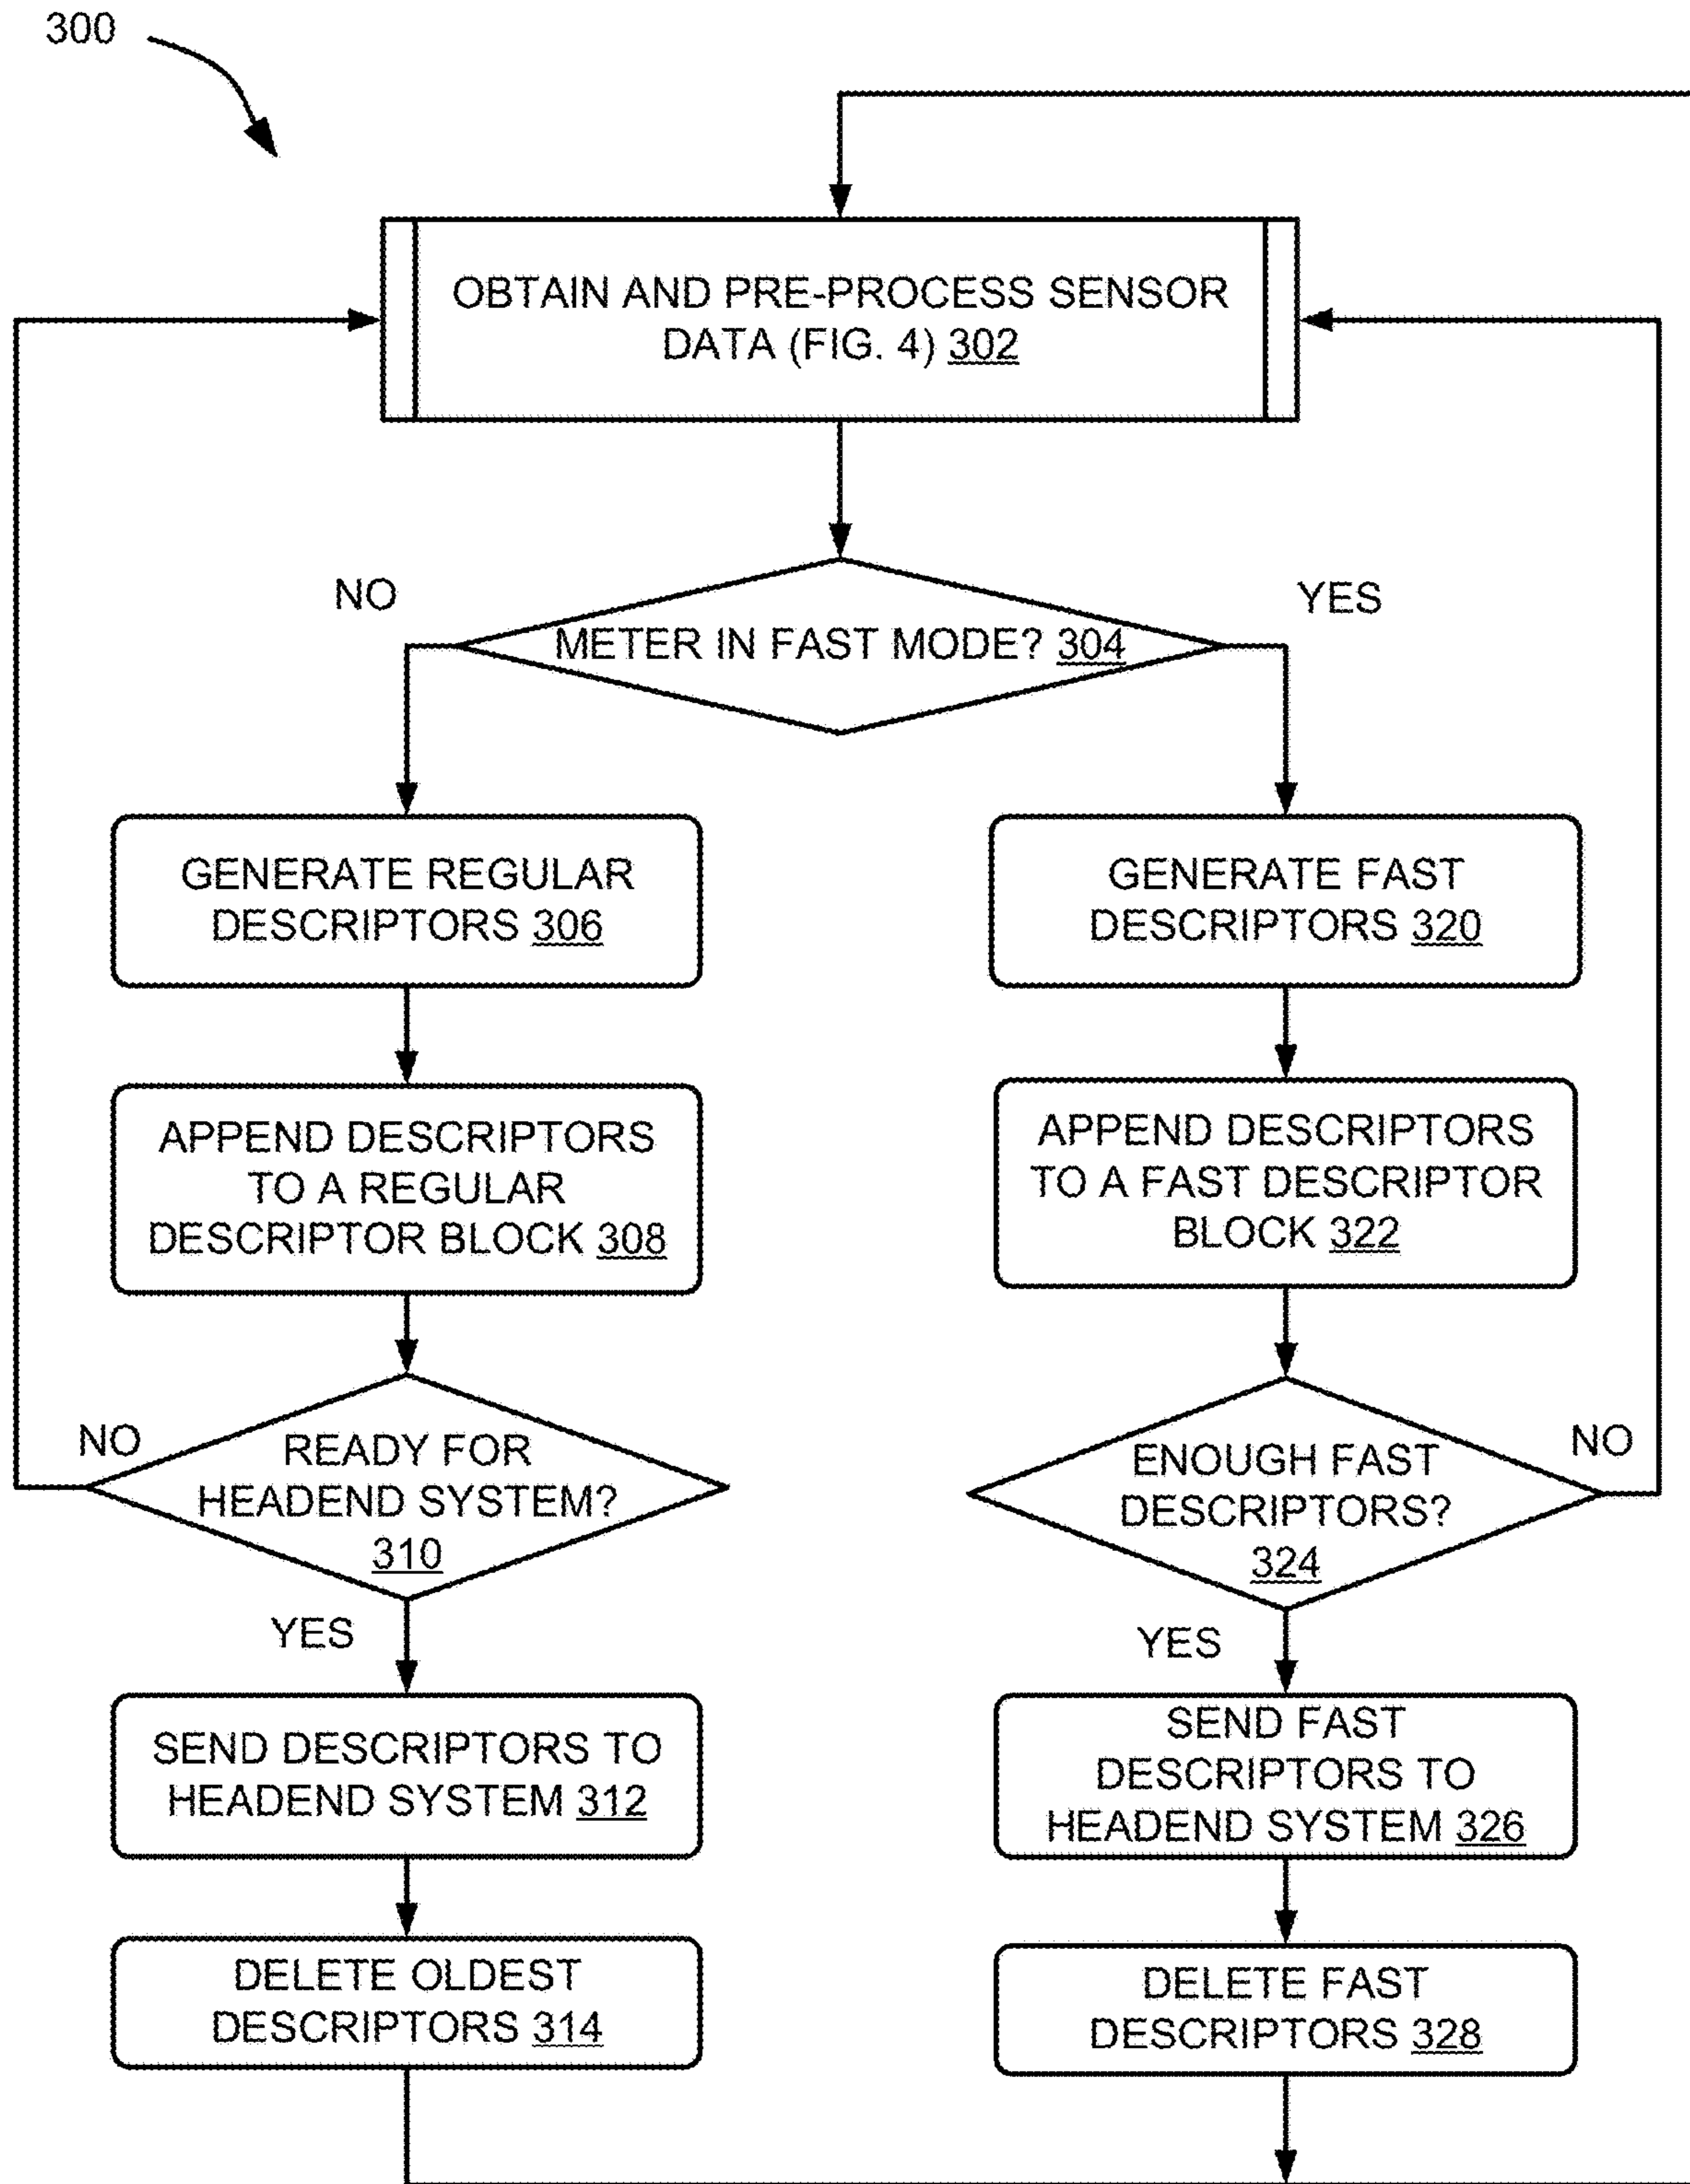 300
OBTAIN AND PRE-PROCESS SENSOR
DATA (FIG. 4) 302
NO
YES
METER IN FAST MODE? 304
GENERATE REGULAR
DESCRIPTORS 306
GENERATE FAST
DESCRIPTORS 320
APPEND DESCRIPTORS
TO A REGULAR
DESCRIPTOR BLOCK 308
APPEND DESCRIPTORS
TO A FAST DESCRIPTOR
BLOCK 322
NO
READY FOR
HEADEND SYSTEM?
310
ENOUGH FAST
DESCRIPTORS?
324
NO
YES
YES
SEND DESCRIPTORS TO
HEADEND SYSTEM 312
SEND FAST
DESCRIPTORS TO
HEADEND SYSTEM 326
DELETE OLDEST
DESCRIPTORS 314
DELETE FAST
DESCRIPTORS 328